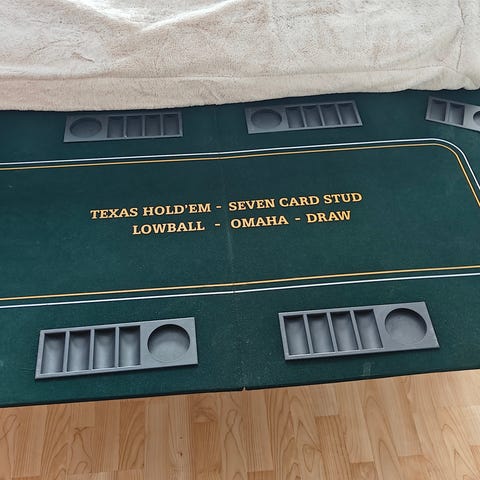 TEXAS HOLD'EM - SEVEN CARD STUD
LOWBALL - OMAHA - DRAW